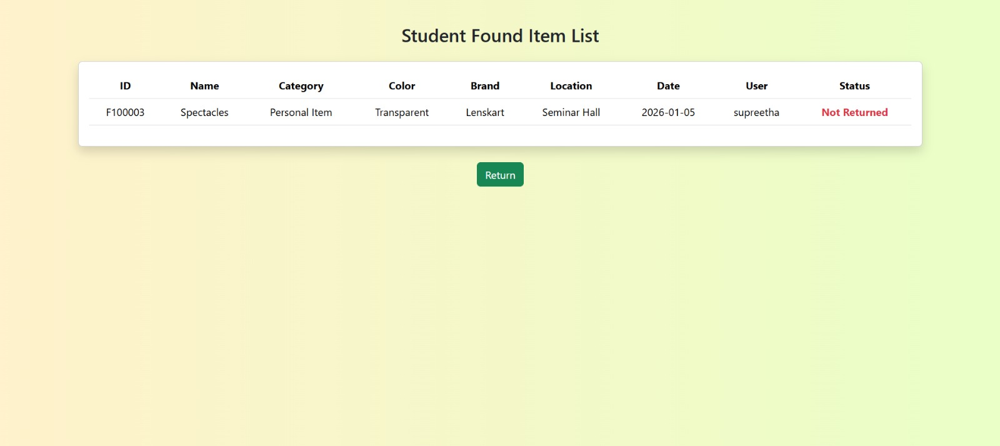 Student Found Item List
ID Name Category Color Brand Location Date User Status
F100003 Spectacles Personal Item Transparent Lenskart Seminar Hall 2026-01-05 supreetha Not Returned
Return